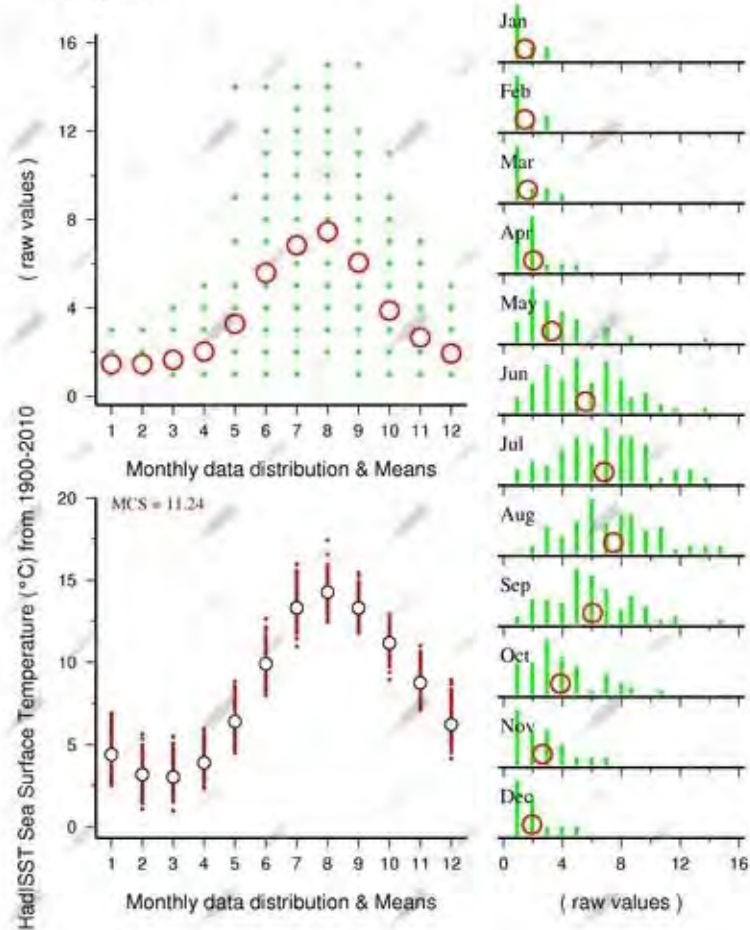 ( raw values )
16
12
8
4
0
1 2 3 4 5 6 7 8 9 10 11 12
Monthly data distribution & Means
HadISST Sea Surface Temperature (°C) from 1900-2010
20
15
10
5
0
MCS = 11.24
1 2 3 4 5 6 7 8 9 10 11 12
Monthly data distribution & Means
Jan
Feb
Mar
Apr
May
Jun
Jul
Aug
Sep
Oct
Nov
Dec
0 4 8 12 16
( raw values )